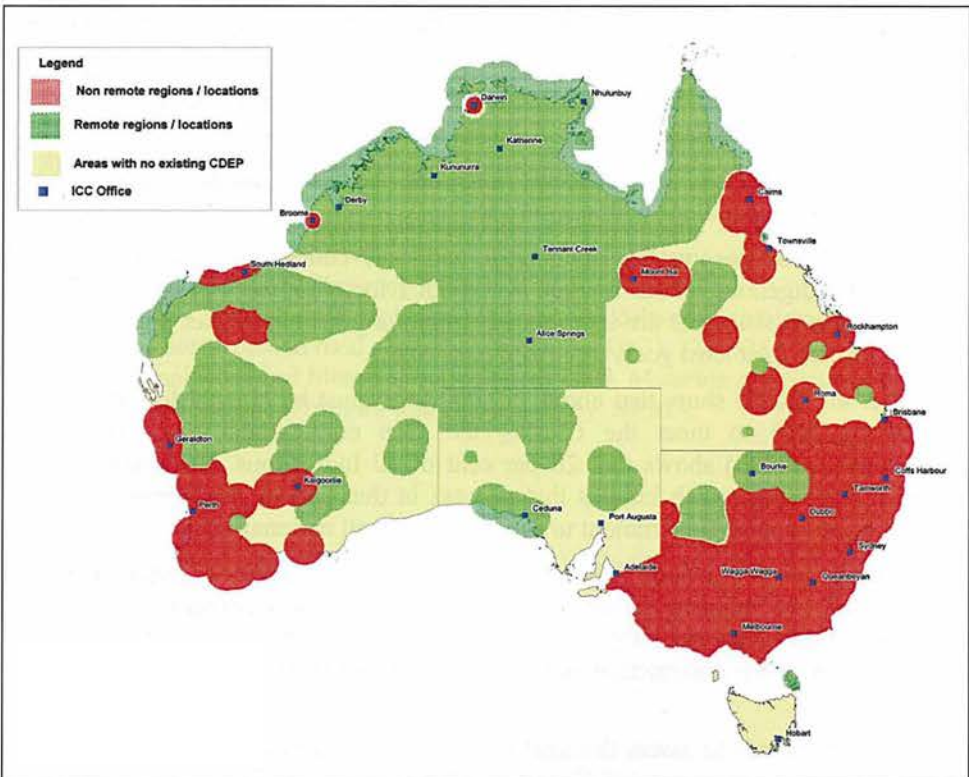 Legend
Non remote regions / locations
Remote regions / locations
Areas with no existing CDEP
ICC Office
Darwin
Nhulunbuy
Katherine
Kununurra
Derby
Broome
Cairns
Townsville
Tennant Creek
South Hedland
Mount Isa
Rockhampton
Alice Springs
Roma
Brisbane
Geraldton
Bourke
Coffs Harbour
Kalgoorlie
Tamworth
Perth
Ceduna
Port Augusta
Dubbo
Sydney
Adelaide
Wagga Wagga
Queanbeyan
Melbourne
Hobart